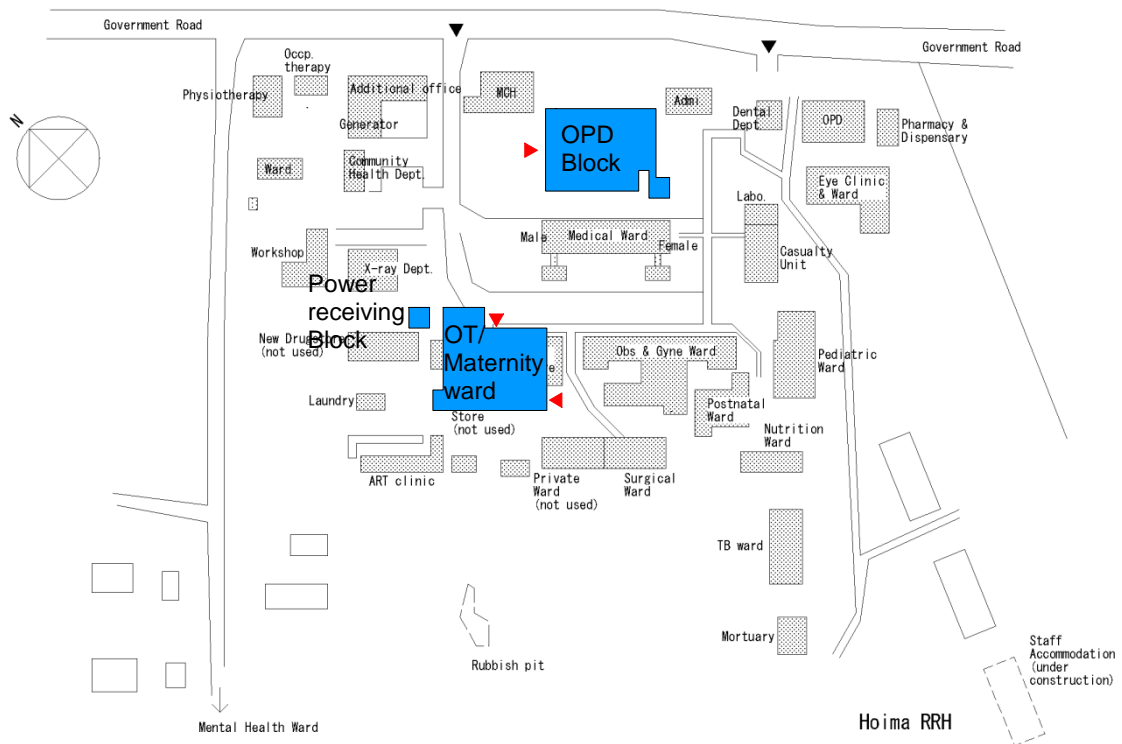 Government Road
Government Road
N
Occp.
therapy
Physiotherapy
Additional office
MCH
Admi
Dental
Dept.
OPD
Pharmacy &
Dispensary
Generator
OPD
Block
Ward
Community
Health Dept.
Eye Clinic
& Ward
Labo.
Male
Medical Ward
Female
Casualty
Unit
Workshop
X-ray Dept.
Power
receiving
Block
New Drugstore
(not used)
OT/
Maternity
ward
Obs & Gyne Ward
Pediatric
Ward
Laundry
Store
(not used)
Postnatal
Ward
Nutrition
Ward
ART clinic
Private
Ward
(not used)
Surgical
Ward
TB ward
Mortuary
Rubbish pit
Staff
Accommodation
(under
construction)
Mental Health Ward
Hoima RRH